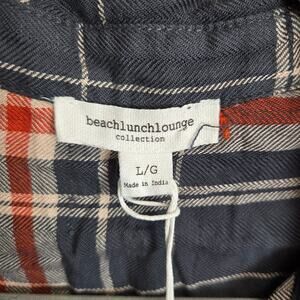 beachlunchlounge
collection
L/G
Made in India